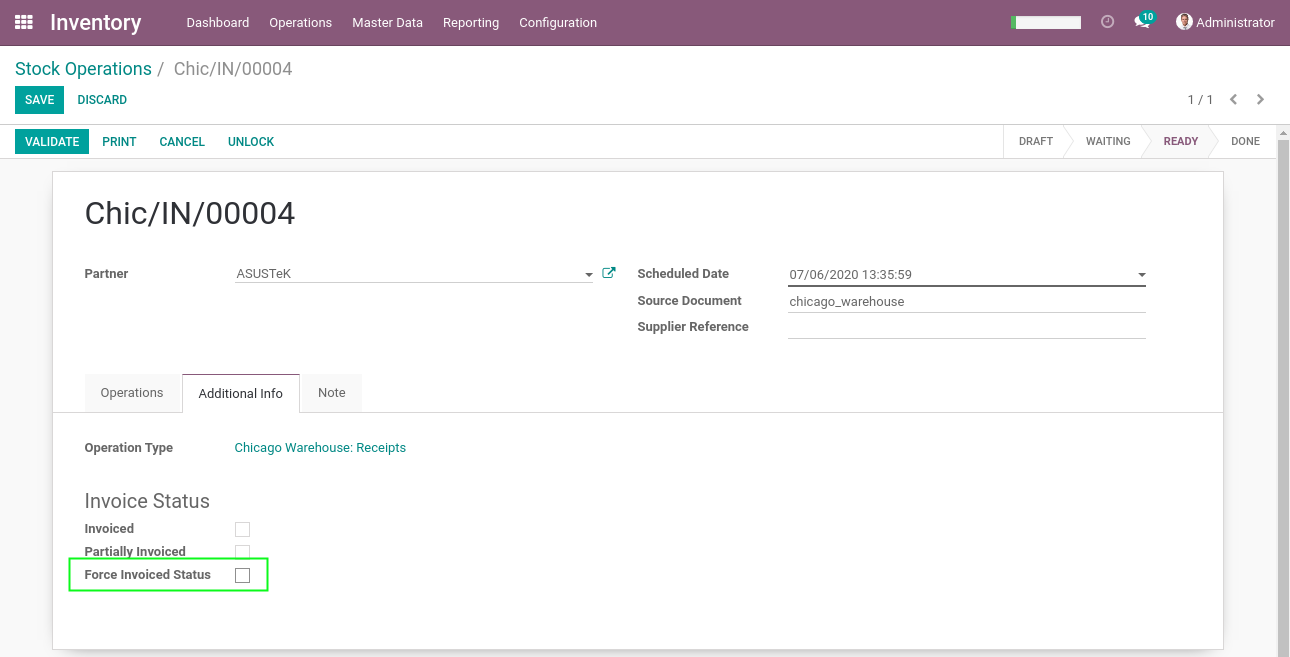 Inventory Dashboard Operations Master Data Reporting Configuration 10 Administrator
Stock Operations / Chic/IN/00004
SAVE DISCARD 1 / 1
VALIDATE PRINT CANCEL UNLOCK DRAFT WAITING READY DONE
Chic/IN/00004
Partner ASUSTeK Scheduled Date 07/06/2020 13:35:59
Source Document chicago_warehouse
Supplier Reference
Operations Additional Info Note
Operation Type Chicago Warehouse: Receipts
Invoice Status
Invoiced
Partially Invoiced
Force Invoiced Status